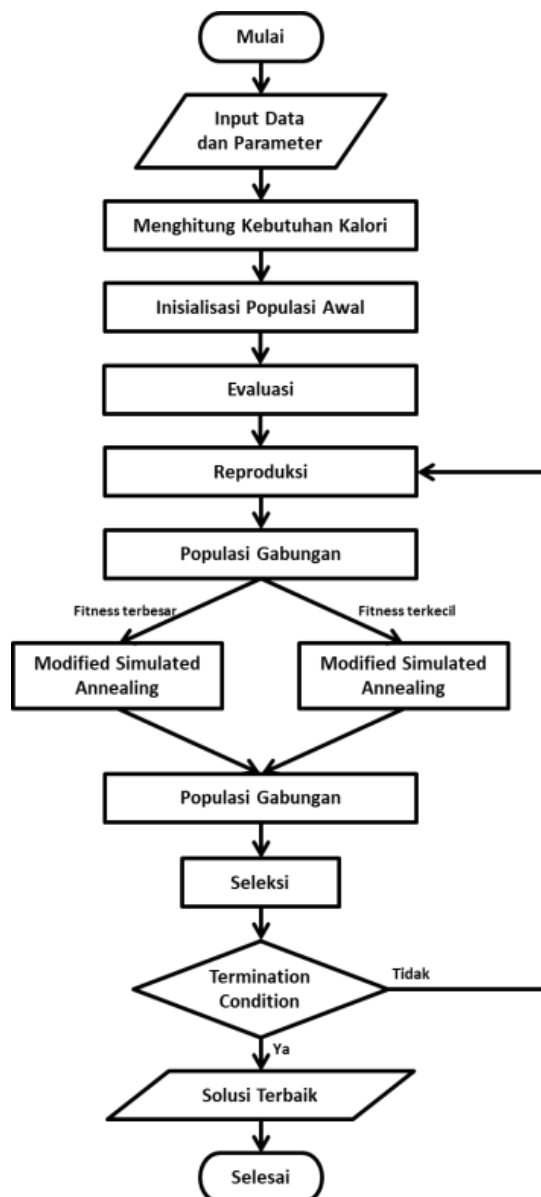 Mulai
Input Data
dan Parameter
Menghitung Kebutuhan Kalori
Inisialisasi Populasi Awal
Evaluasi
Reproduksi
Populasi Gabungan
Fitness terbesar
Fitness terkecil
Modified Simulated
Annealing
Modified Simulated
Annealing
Populasi Gabungan
Seleksi
Termination
Condition
Tidak
Ya
Solusi Terbaik
Selesai